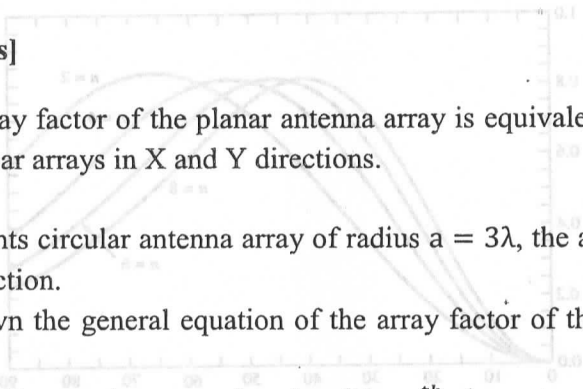 s]
ay factor of the planar antenna array is equivale
ar arrays in X and Y directions.
nts circular antenna array of radius a = 3λ, the a
ction.
vn the general equation of the array factor of th
th